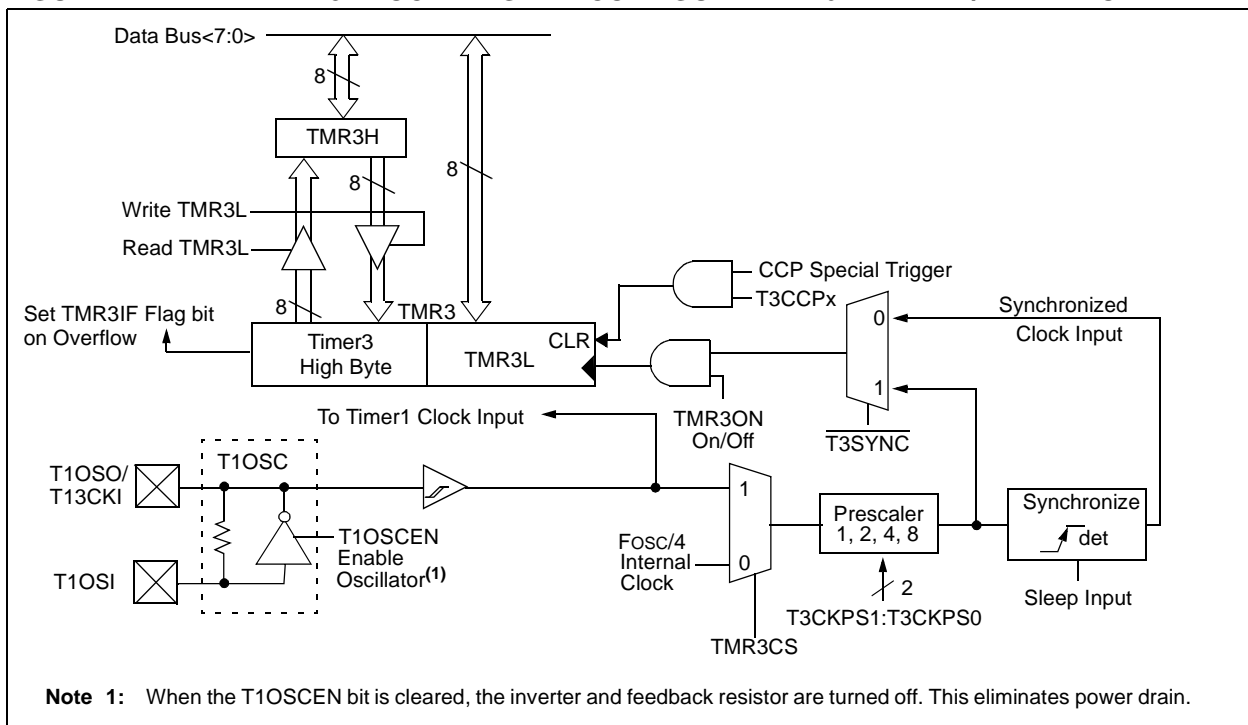 Data Bus<7:0>
8
TMR3H
8
8
Write TMR3L
Read TMR3L
8
TMR3
CCP Special Trigger
T3CCPx
Set TMR3IF Flag bit
on Overflow
Timer3
High Byte
TMR3L
CLR
0
1
Synchronized
Clock Input
TMR3ON
On/Off
T3SYNC
To Timer1 Clock Input
T1OSC
T1OSO/
T13CKI
T1OSI
T1OSCEN
Enable
Oscillator(1)
FOSC/4
Internal
Clock
1
0
TMR3CS
Prescaler
1, 2, 4, 8
2
T3CKPS1:T3CKPS0
Synchronize
det
Sleep Input
Note 1: When the T1OSCEN bit is cleared, the inverter and feedback resistor are turned off. This eliminates power drain.